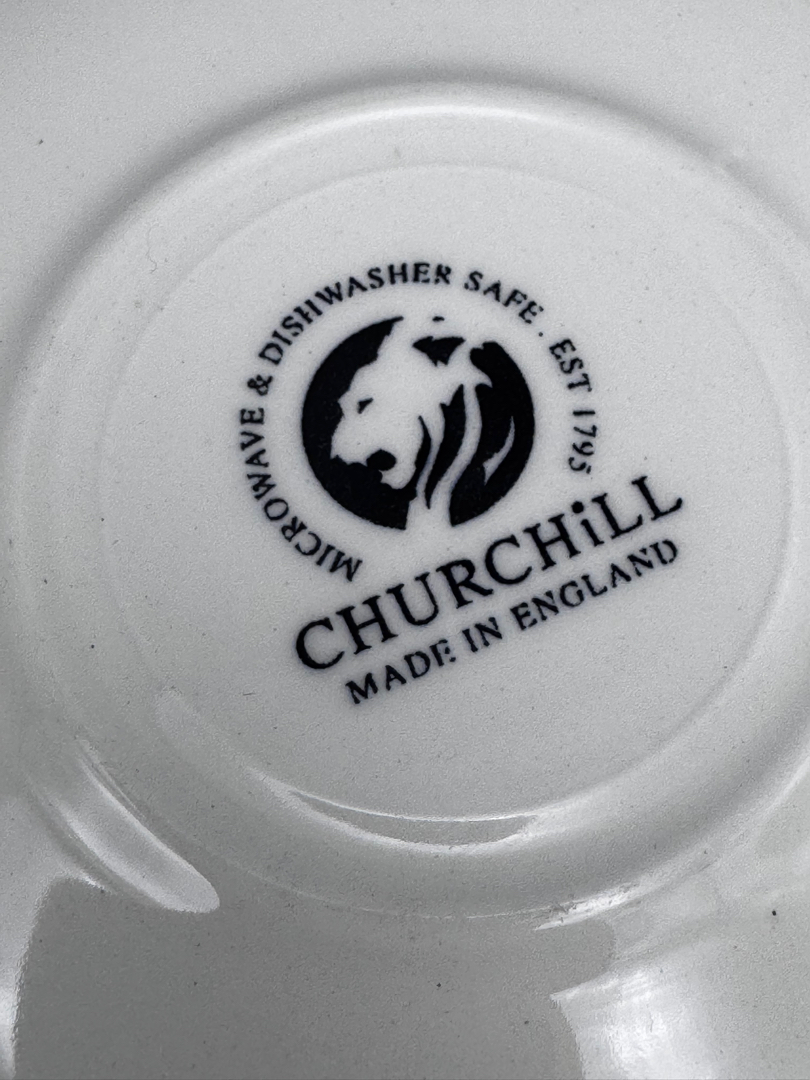 MICROWAVE & DISHWASHER SAFE . EST 1795
CHURCHiLL
MADE IN ENGLAND